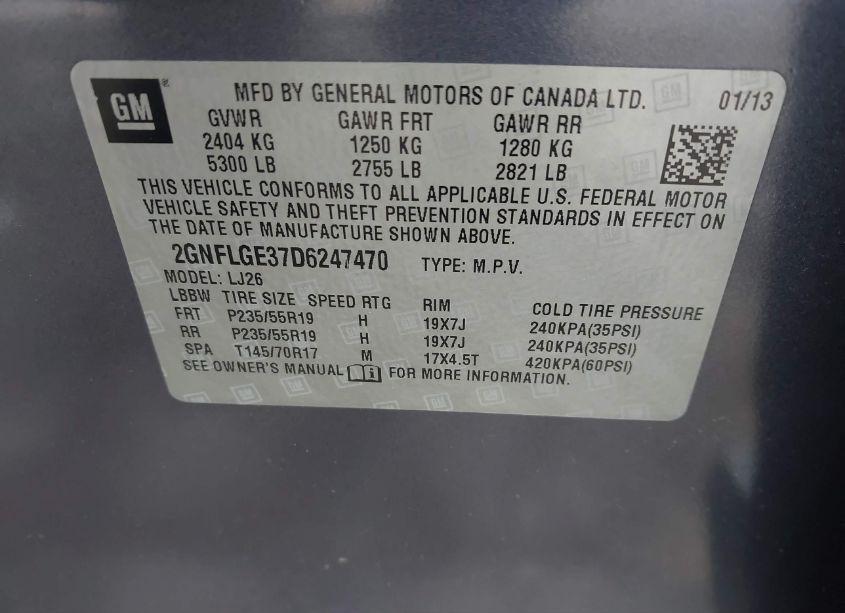 GM
MFD BY GENERAL MOTORS OF CANADA LTD. 01/13
GVWR GAWR FRT GAWR RR
2404 KG 1250 KG 1280 KG
5300 LB 2755 LB 2821 LB
THIS VEHICLE CONFORMS TO ALL APPLICABLE U.S. FEDERAL MOTOR
VEHICLE SAFETY AND THEFT PREVENTION STANDARDS IN EFFECT ON
THE DATE OF MANUFACTURE SHOWN ABOVE.
2GNFLGE37D6247470 TYPE: M.P.V.
MODEL: LJ26
LBBW TIRE SIZE SPEED RTG RIM COLD TIRE PRESSURE
FRT P235/55R19 H 19X7J 240KPA(35PSI)
RR P235/55R19 H 19X7J 240KPA(35PSI)
SPA T145/70R17 M 17X4.5T 420KPA(60PSI)
SEE OWNER'S MANUAL FOR MORE INFORMATION.